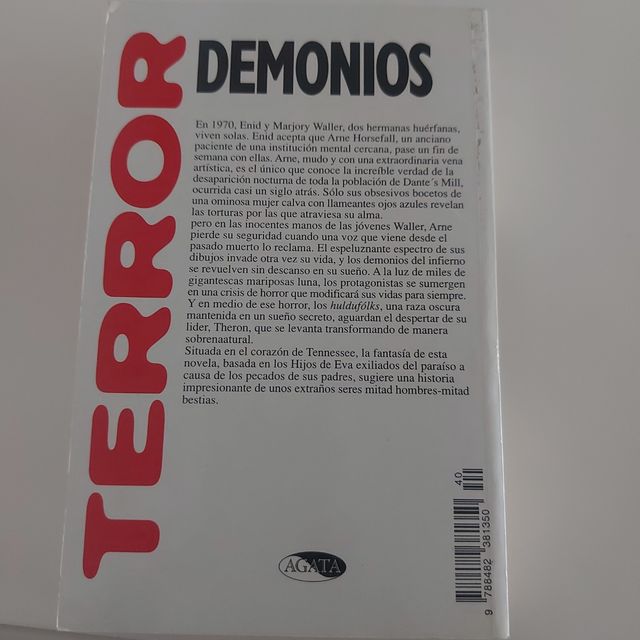 TERROR
DEMONIOS
En 1970, Enid y Marjory Waller, dos hermanas huérfanas,
viven solas. Enid acepta que Arne Horsefall, un anciano
paciente de una institución mental cercana, pase un fin de
semana con ellas. Arne, mudo y con una extraordinaria vena
artística, es el único que conoce la increíble verdad de la
desaparición nocturna de toda la población de Dante´s Mill,
ocurrida casi un siglo atrás. Sólo sus obsesivos bocetos de
una ominosa mujer calva con llameantes ojos azules revelan
las torturas por las que atraviesa su alma.
pero en las inocentes manos de las jóvenes Waller, Arne
pierde su seguridad cuando una voz que viene desde el
pasado muerto lo reclama. El espeluznante espectro de sus
dibujos invade otra vez su vida, y los demonios del infierno
se revuelven sin descanso en su sueño. A la luz de miles de
gigantescas mariposas luna, los protagonistas se sumergen
en una crisis de horror que modificará sus vidas para siempre.
Y en medio de ese horror, los huldufólks, una raza oscura
mantenida en un sueño secreto, aguardan el despertar de su
lider, Theron, que se levanta transformando de manera
sobrenaatural.
Situada en el corazón de Tennessee, la fantasía de esta
novela, basada en los Hijos de Eva exiliados del paraíso a
causa de los pecados de sus padres, sugiere una historia
impresionante de unos extraños seres mitad hombres-mitad
bestias.
AGATA
40
9 788482 381350